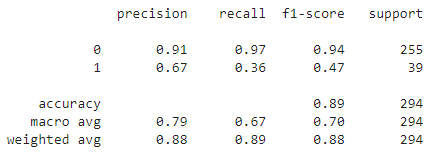 precision recall f1-score support
0 0.91 0.97 0.94 255
1 0.67 0.36 0.47 39
accuracy 0.89 294
macro avg 0.79 0.67 0.70 294
weighted avg 0.88 0.89 0.88 294